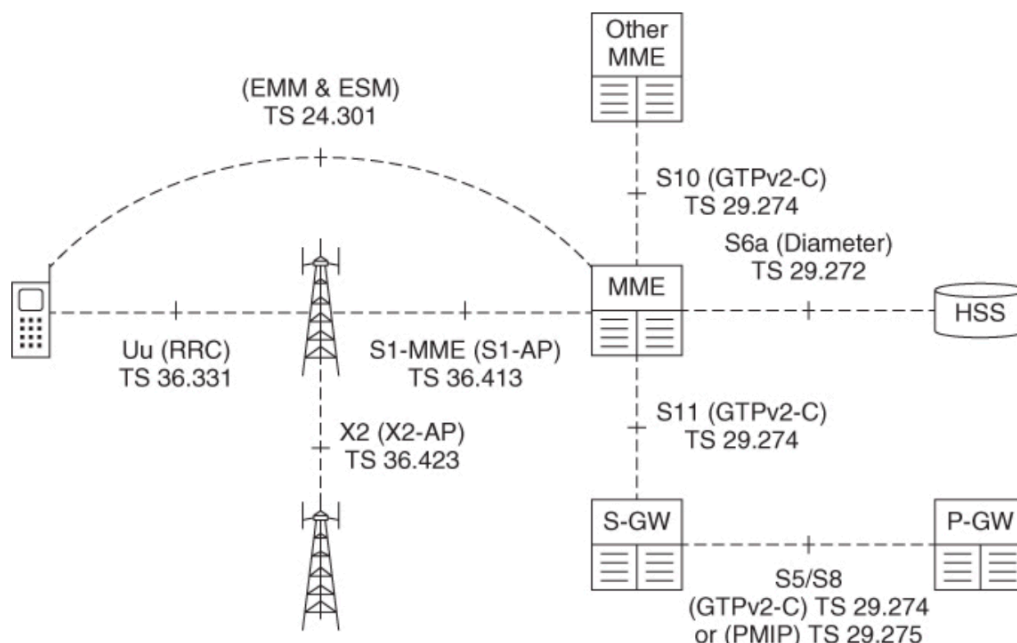 Other
MME
(EMM & ESM)
TS 24.301
S10 (GTPv2-C)
TS 29.274
S6a (Diameter)
TS 29.272
MME
HSS
Uu (RRC)
TS 36.331
S1-MME (S1-AP)
TS 36.413
X2 (X2-AP)
TS 36.423
S11 (GTPv2-C)
TS 29.274
S-GW
P-GW
S5/S8
(GTPv2-C) TS 29.274
or (PMIP) TS 29.275